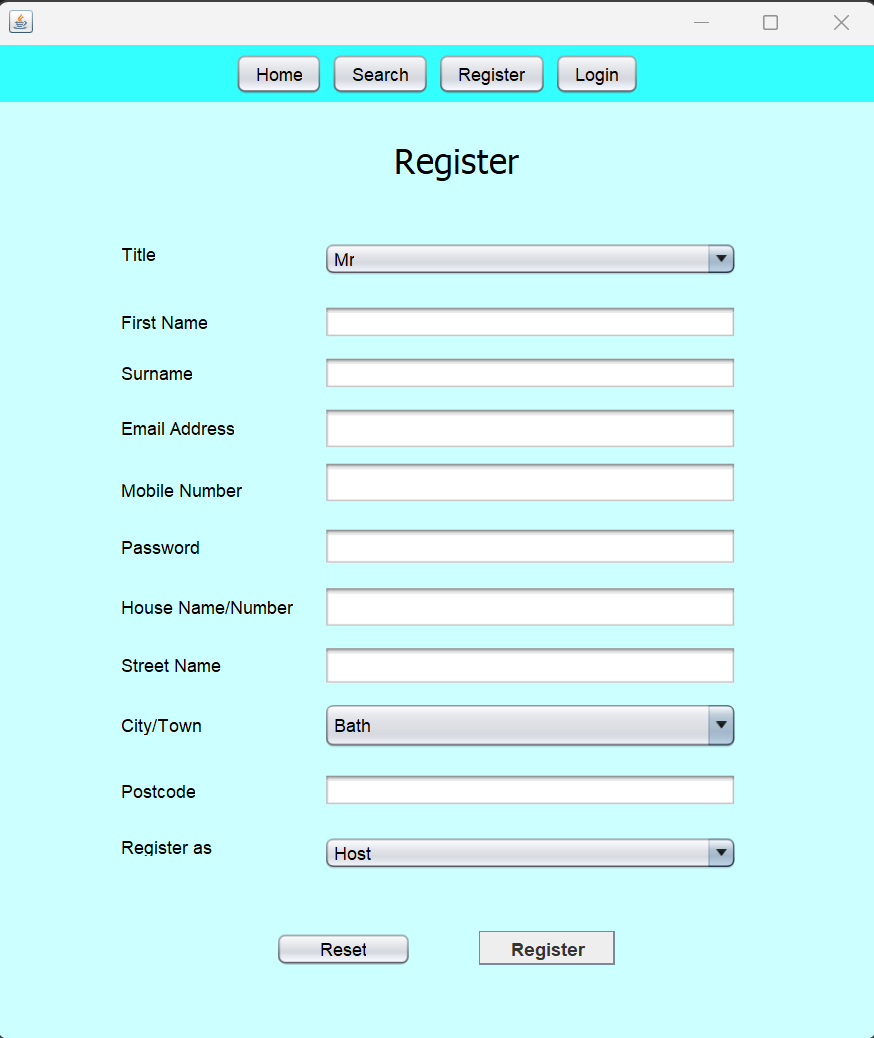 Home Search Register Login
Register
Title Mr
First Name
Surname
Email Address
Mobile Number
Password
House Name/Number
Street Name
City/Town Bath
Postcode
Register as Host
Reset Register